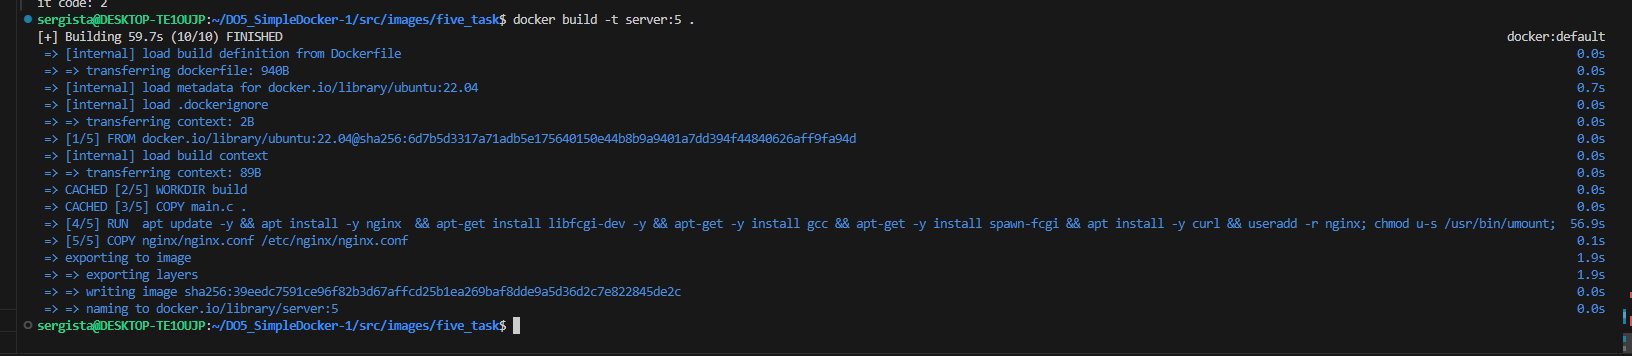 it code: 2
sergista@DESKTOP-TE1OUJP:~/DO5_SimpleDocker-1/src/images/five_task$ docker build -t server:5 .
[+] Building 59.7s (10/10) FINISHED docker:default
=> [internal] load build definition from Dockerfile 0.0s
=> => transferring dockerfile: 940B 0.0s
=> [internal] load metadata for docker.io/library/ubuntu:22.04 0.7s
=> [internal] load .dockerignore 0.0s
=> => transferring context: 2B 0.0s
=> [1/5] FROM docker.io/library/ubuntu:22.04@sha256:6d7b5d3317a71adb5e175640150e44b8b9a9401a7dd394f44840626aff9fa94d 0.0s
=> [internal] load build context 0.0s
=> => transferring context: 89B 0.0s
=> CACHED [2/5] WORKDIR build 0.0s
=> CACHED [3/5] COPY main.c . 0.0s
=> [4/5] RUN  apt update -y && apt install -y nginx  && apt-get install libfcgi-dev -y && apt-get -y install gcc && apt-get -y install spawn-fcgi && apt install -y curl && useradd -r nginx; chmod u-s /usr/bin/umount; 56.9s
=> [5/5] COPY nginx/nginx.conf /etc/nginx/nginx.conf 0.1s
=> exporting to image 1.9s
=> => exporting layers 1.9s
=> => writing image sha256:39eedc7591ce96f82b3d67affcd25b1ea269baf8dde9a5d36d2c7e822845de2c 0.0s
=> => naming to docker.io/library/server:5 0.0s
sergista@DESKTOP-TE1OUJP:~/DO5_SimpleDocker-1/src/images/five_task$